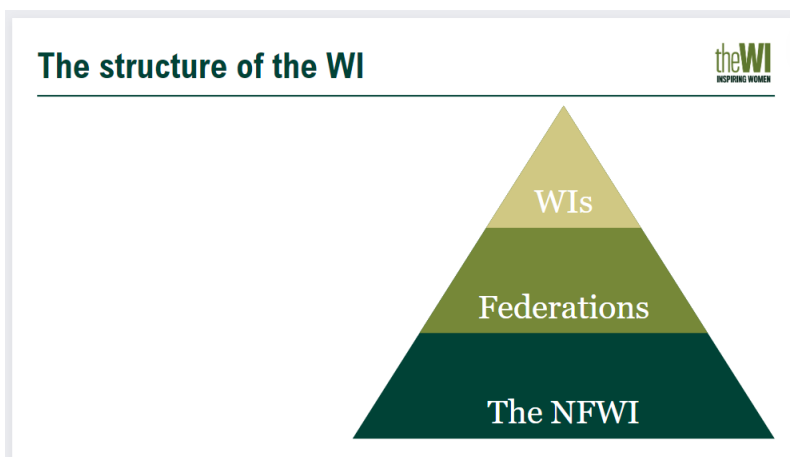 The structure of the WI
theWI
INSPIRING WOMEN
WIs
Federations
The NFWI